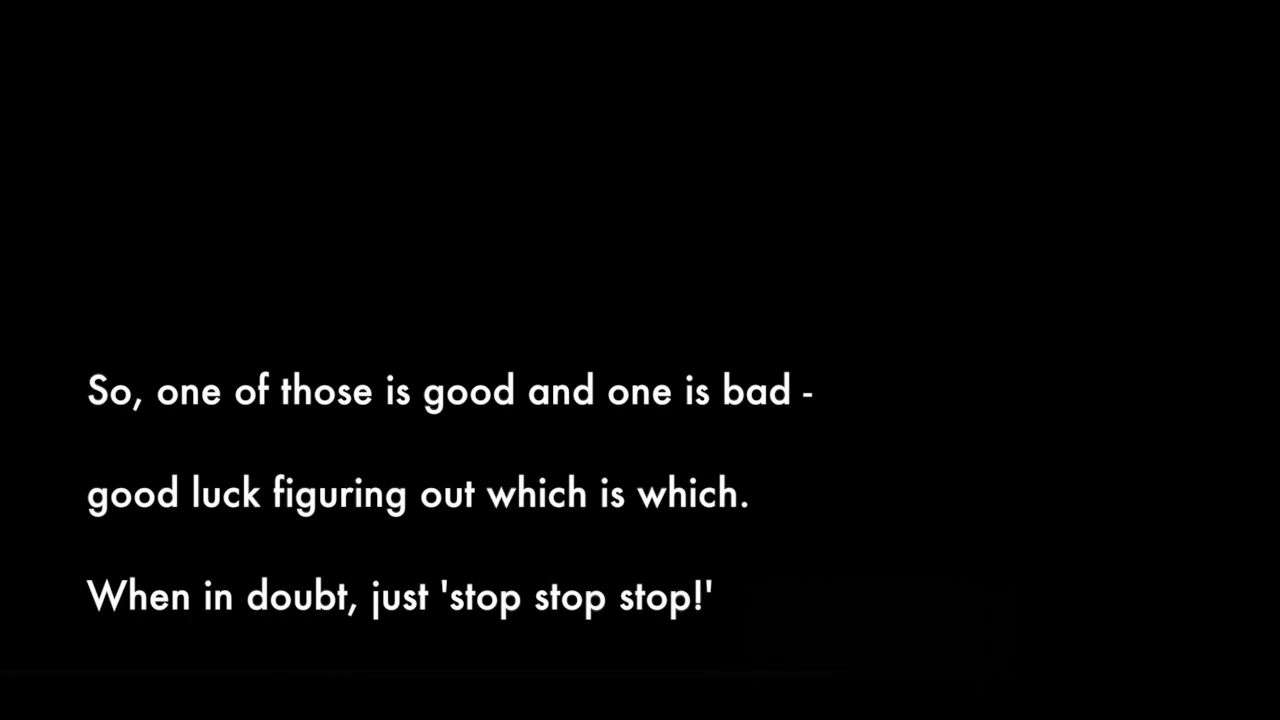 So, one of those is good and one is bad -
good luck figuring out which is which.
When in doubt, just 'stop stop stop!'